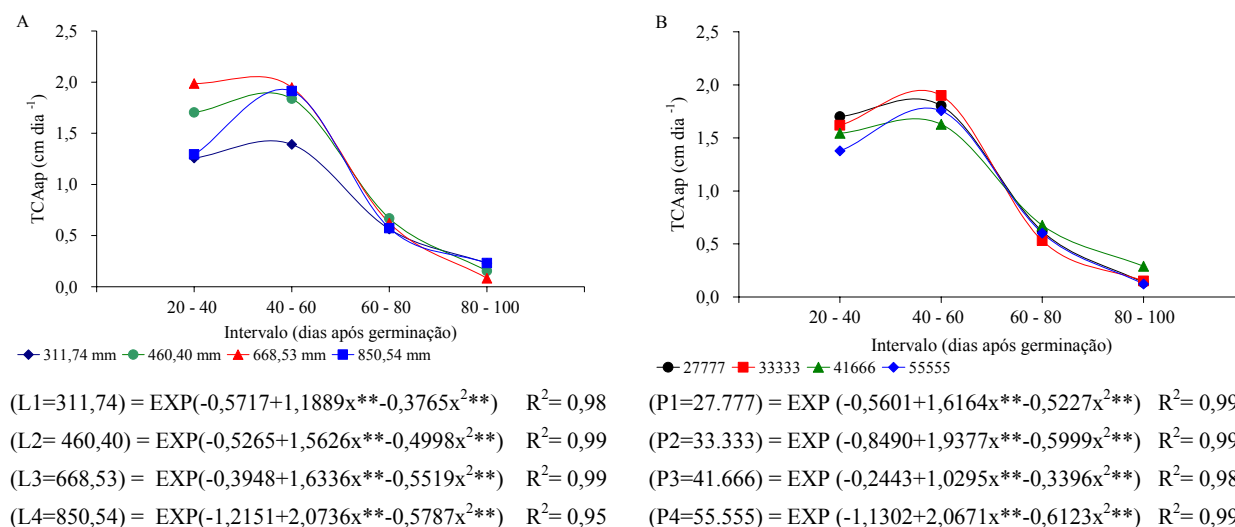 A
2,5
2,0
1,5
1,0
0,5
0,0
TCAap (cm dia ⁻¹)
20 - 40 40 - 60 60 - 80 80 - 100
Intervalo (dias após germinação)
311,74 mm 460,40 mm 668,53 mm 850,54 mm
(L1=311,74) = EXP(-0,5717+1,1889x**-0,3765x²**) R²= 0,98
(L2= 460,40) = EXP(-0,5265+1,5626x**-0,4998x²**) R²= 0,99
(L3=668,53) = EXP(-0,3948+1,6336x**-0,5519x²**) R²= 0,99
(L4=850,54) = EXP(-1,2151+2,0736x**-0,5787x²**) R²= 0,95
B
2,5
2,0
1,5
1,0
0,5
0,0
TCAap (cm dia ⁻¹)
20 - 40 40 - 60 60 - 80 80 - 100
Intervalo (dias após germinação)
27777 33333 41666 55555
(P1=27.777) = EXP (-0,5601+1,6164x**-0,5227x²**) R²= 0,99
(P2=33.333) = EXP (-0,8490+1,9377x**-0,5999x²**) R²= 0,99
(P3=41.666) = EXP (-0,2443+1,0295x**-0,3396x²**) R²= 0,98
(P4=55.555) = EXP (-1,1302+2,0671x**-0,6123x²**) R²= 0,99